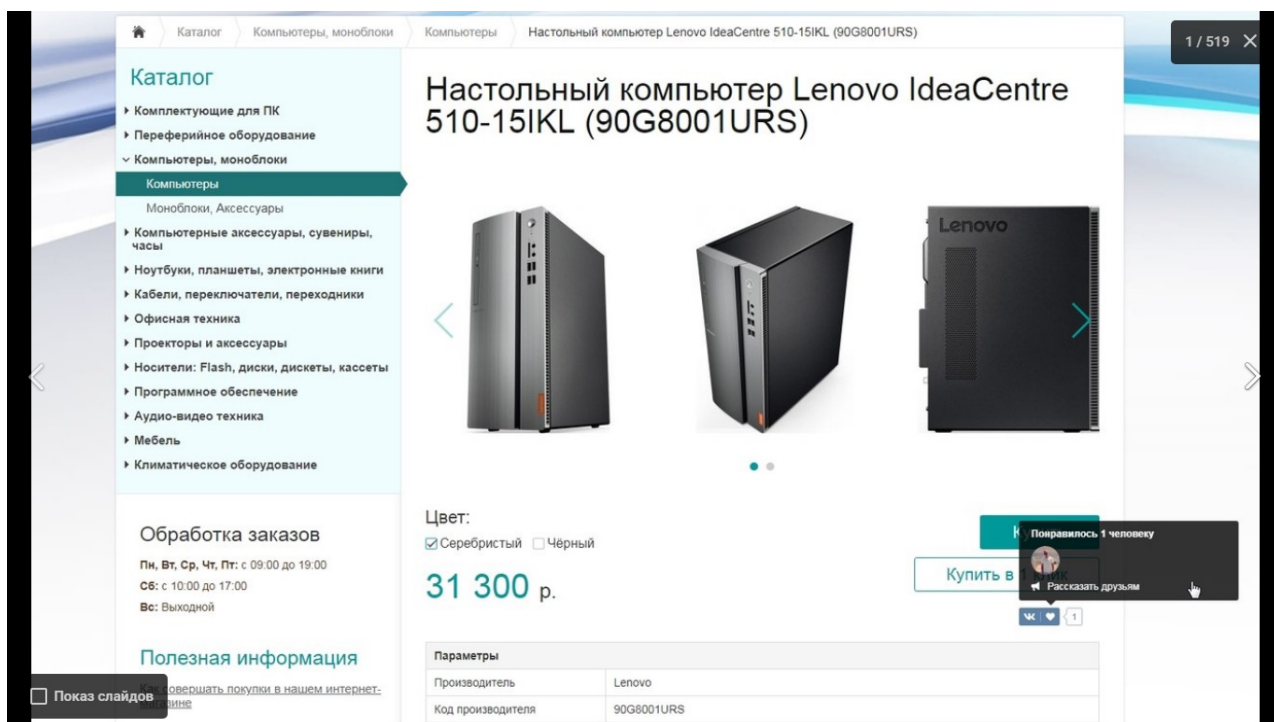 Каталог
Компьютеры, моноблоки
Компьютеры
Настольный компьютер Lenovo IdeaCentre 510-15IKL (90G8001URS)
1 / 519
Каталог
Комплектующие для ПК
Переферийное оборудование
Компьютеры, моноблоки
Компьютеры
Моноблоки, Аксессуары
Компьютерные аксессуары, сувениры,
часы
Ноутбуки, планшеты, электронные книги
Кабели, переключатели, переходники
Офисная техника
Проекторы и аксессуары
Носители: Flash, диски, дискеты, кассеты
Программное обеспечение
Аудио-видео техника
Мебель
Климатическое оборудование
Обработка заказов
Пн, Вт, Ср, Чт, Пт: с 09:00 до 19:00
Сб: с 10:00 до 17:00
Вс: Выходной
Полезная информация
Как совершать покупки в нашем интернет-
магазине
Показ слайдов
Настольный компьютер Lenovo IdeaCentre
510-15IKL (90G8001URS)
Lenovo
Цвет:
Серебристый Чёрный
31 300 р.
Понравилось 1 человеку
Купить в 1 клик
Рассказать друзьям
1
Параметры
Производитель Lenovo
Код производителя 90G8001URS